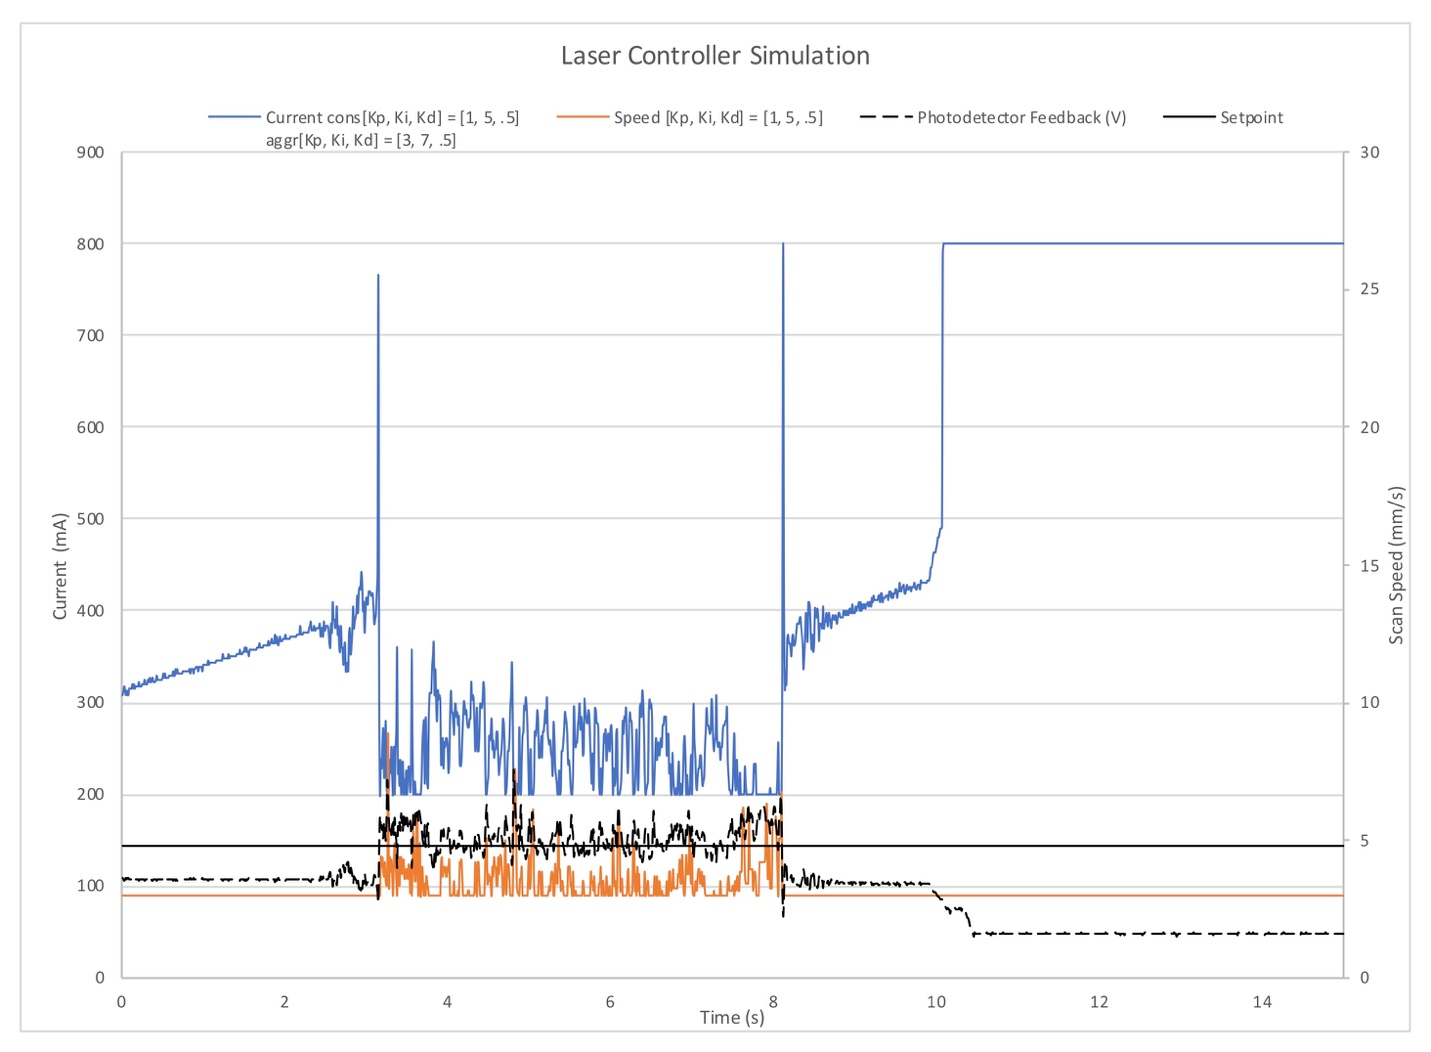 Laser Controller Simulation
Current cons[Kp, Ki, Kd] = [1, 5, .5]
aggr[Kp, Ki, Kd] = [3, 7, .5]
Speed [Kp, Ki, Kd] = [1, 5, .5]
Photodetector Feedback (V)
Setpoint
900
800
700
600
500
400
300
200
100
0
Current (mA)
30
25
20
15
10
5
0
Scan Speed (mm/s)
0 2 4 6 8 10 12 14
Time (s)